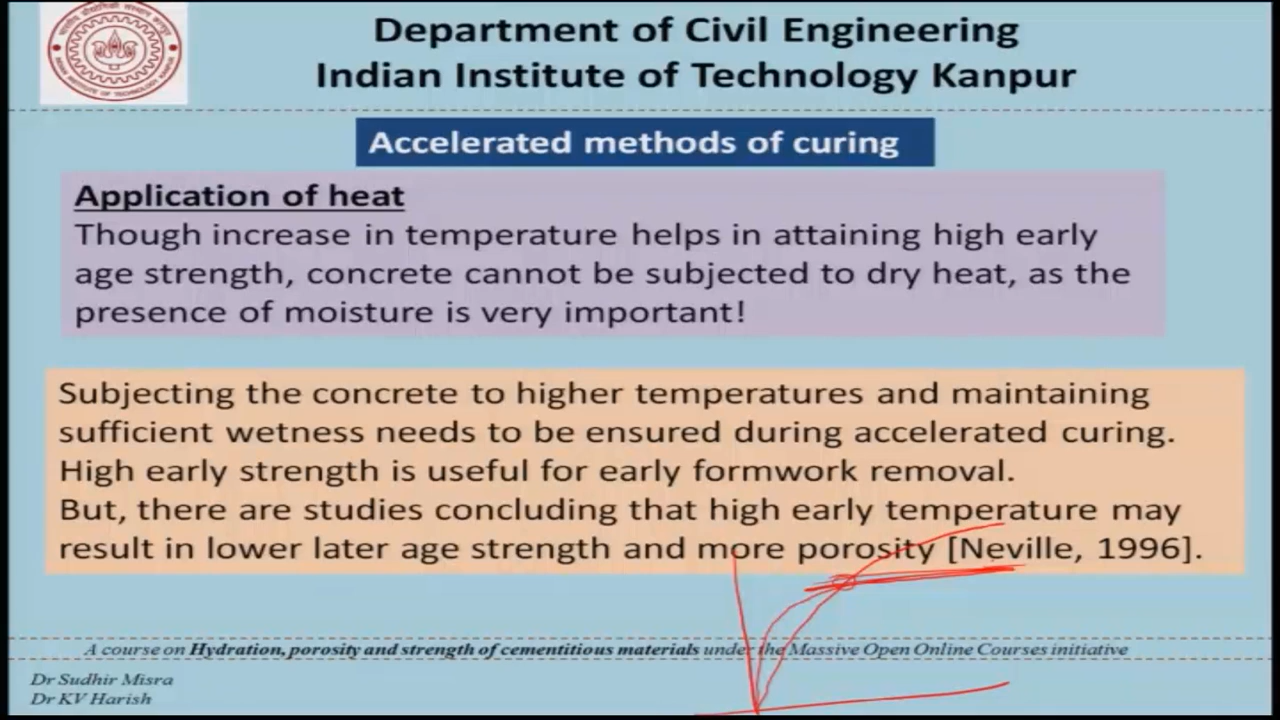 Department of Civil Engineering
Indian Institute of Technology Kanpur
Accelerated methods of curing
Application of heat
Though increase in temperature helps in attaining high early
age strength, concrete cannot be subjected to dry heat, as the
presence of moisture is very important!
Subjecting the concrete to higher temperatures and maintaining
sufficient wetness needs to be ensured during accelerated curing.
High early strength is useful for early formwork removal.
But, there are studies concluding that high early temperature may
result in lower later age strength and more porosity [Neville, 1996].
A course on Hydration, porosity and strength of cementitious materials under the Massive Open Online Courses initiative
Dr Sudhir Misra
Dr KV Harish